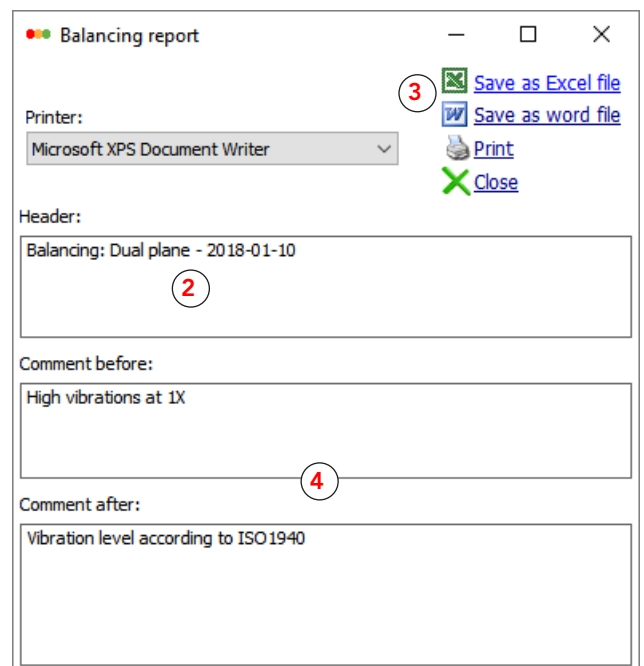 Balancing report
3
Save as Excel file
Save as word file
Printer:
Microsoft XPS Document Writer
Print
Close
Header:
Balancing: Dual plane - 2018-01-10
2
Comment before:
High vibrations at 1X
4
Comment after:
Vibration level according to ISO1940